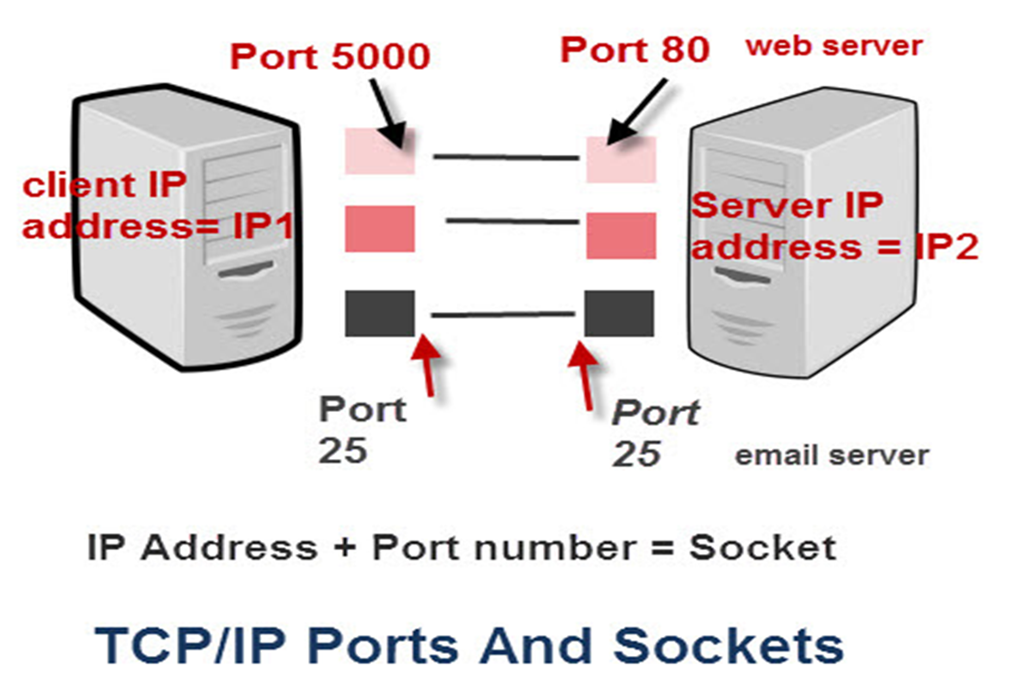 Port 5000
Port 80
web server
client IP
address= IP1
Server IP
address = IP2
Port
25
Port
25
email server
IP Address + Port number = Socket
TCP/IP Ports And Sockets